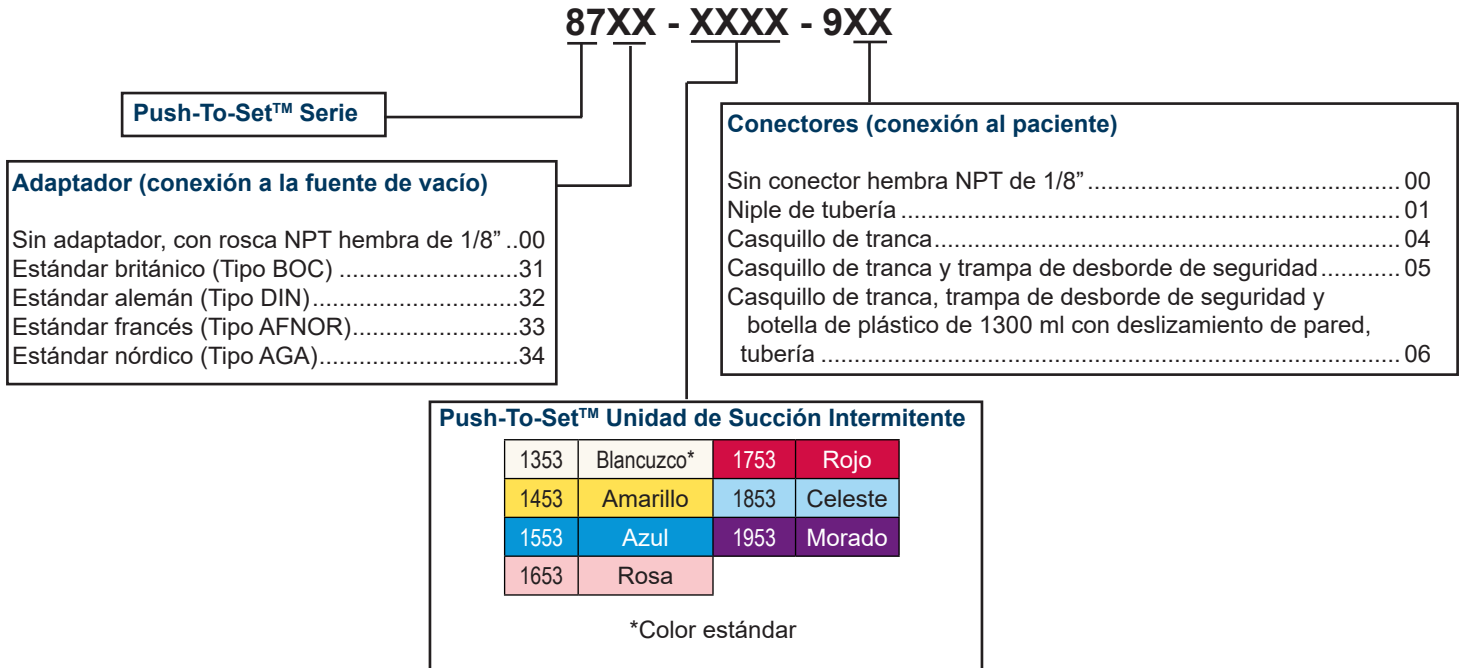 87XX - XXXX - 9XX
Push-To-Set™ Serie
Adaptador (conexión a la fuente de vacío)
Sin adaptador, con rosca NPT hembra de 1/8” ..00
Estándar británico (Tipo BOC) .........................31
Estándar alemán (Tipo DIN)............................32
Estándar francés (Tipo AFNOR).......................33
Estándar nórdico (Tipo AGA)...........................34
Conectores (conexión al paciente)
Sin conector hembra NPT de 1/8” ................................................ 00
Niple de tubería ............................................................................ 01
Casquillo de tranca....................................................................... 04
Casquillo de tranca y trampa de desborde de seguridad............ 05
Casquillo de tranca, trampa de desborde de seguridad y
botella de plástico de 1300 ml con deslizamiento de pared,
tubería ......................................................................................... 06
Push-To-Set™ Unidad de Succión Intermitente
1353 Blancuzco* 1753 Rojo
1453 Amarillo 1853 Celeste
1553 Azul 1953 Morado
1653 Rosa
*Color estándar